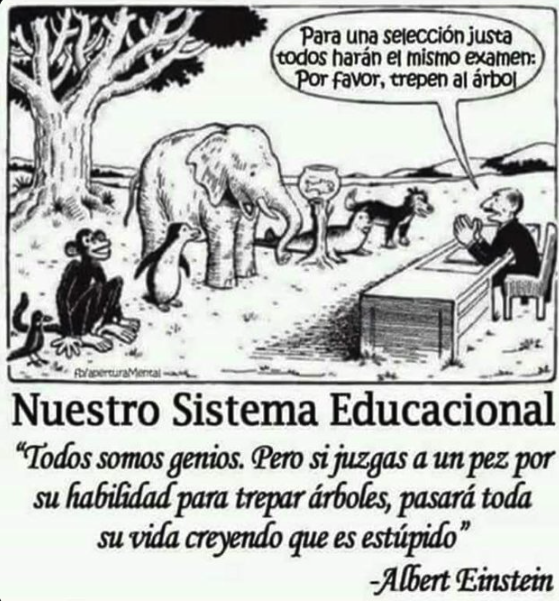 Para una selección justa
todos harán el mismo examen:
Por favor, trepen al árbol
fb/aperturaMental
Nuestro Sistema Educacional
“Todos somos genios. Pero si juzgas a un pez por
su habilidad para trepar árboles, pasará toda
su vida creyendo que es estúpido”
-Albert Einstein